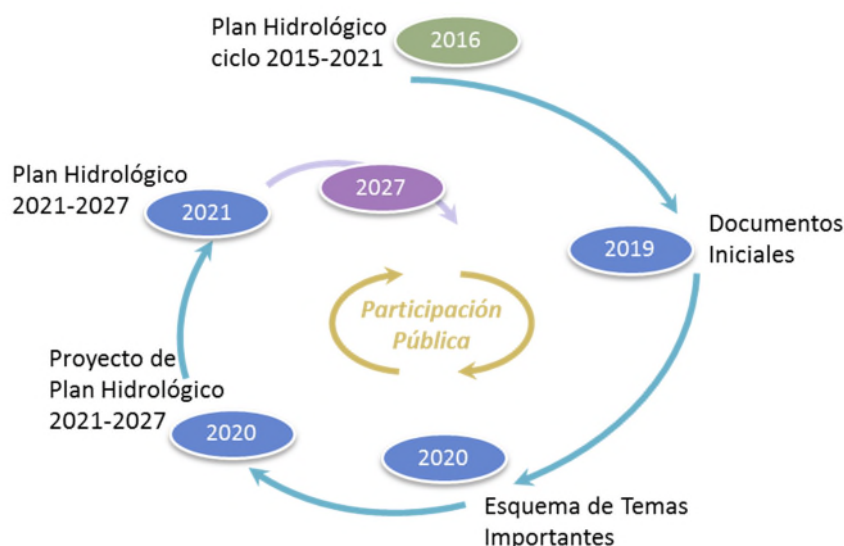 Plan Hidrológico
ciclo 2015-2021
2016
Plan Hidrológico
2021-2027
2021
2027
2019
Documentos
Iniciales
Participación
Pública
Proyecto de
Plan Hidrológico
2021-2027
2020
2020
Esquema de Temas
Importantes